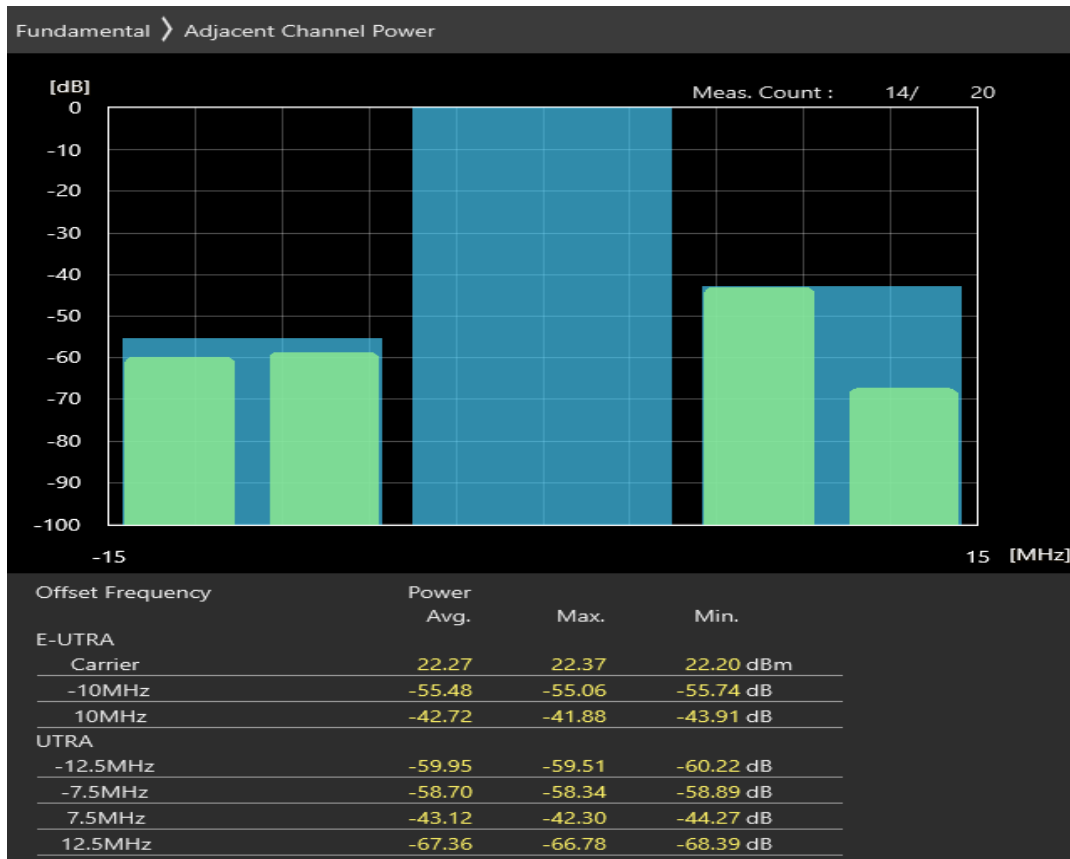 Fundamental 〉 Adjacent Channel Power
[dB]
Meas. Count : 14/ 20
0
-10
-20
-30
-40
-50
-60
-70
-80
-90
-100
-15 15 [MHz]
Offset Frequency Power
Avg. Max. Min.
E-UTRA
Carrier 22.27 22.37 22.20 dBm
-10MHz -55.48 -55.06 -55.74 dB
10MHz -42.72 -41.88 -43.91 dB
UTRA
-12.5MHz -59.95 -59.51 -60.22 dB
-7.5MHz -58.70 -58.34 -58.89 dB
7.5MHz -43.12 -42.30 -44.27 dB
12.5MHz -67.36 -66.78 -68.39 dB